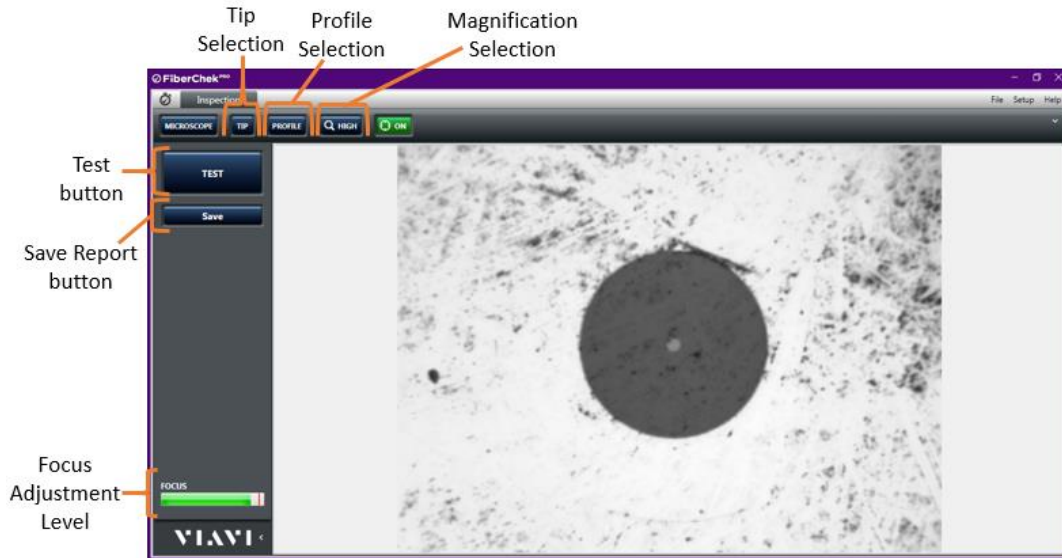 Tip
Selection
Profile
Selection
Magnification
Selection
FiberChek PRO
Inspection
File Setup Help
MICROSCOPE TIP PROFILE HIGH ON
Test
button
TEST
Save Report
button
Save
Focus
Adjustment
Level
FOCUS
VIAVI